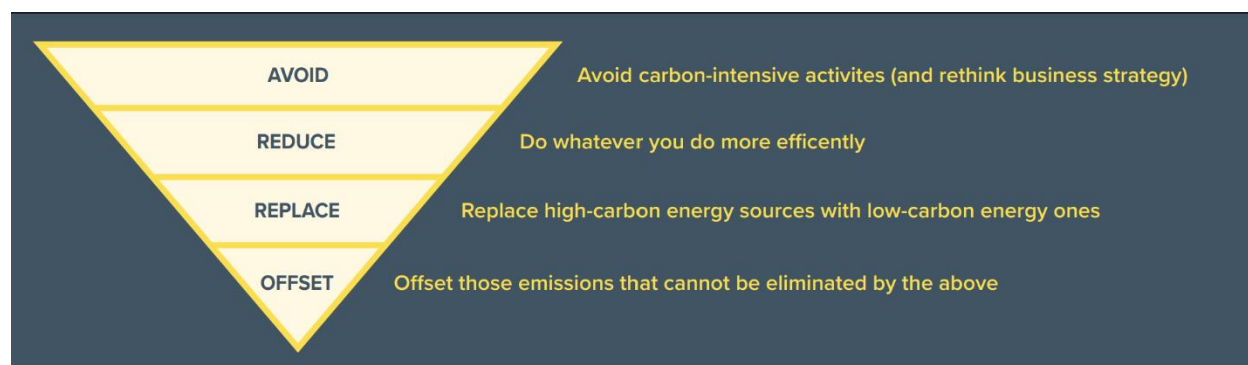 AVOID
Avoid carbon-intensive activites (and rethink business strategy)
REDUCE
Do whatever you do more efficently
REPLACE
Replace high-carbon energy sources with low-carbon energy ones
OFFSET
Offset those emissions that cannot be eliminated by the above